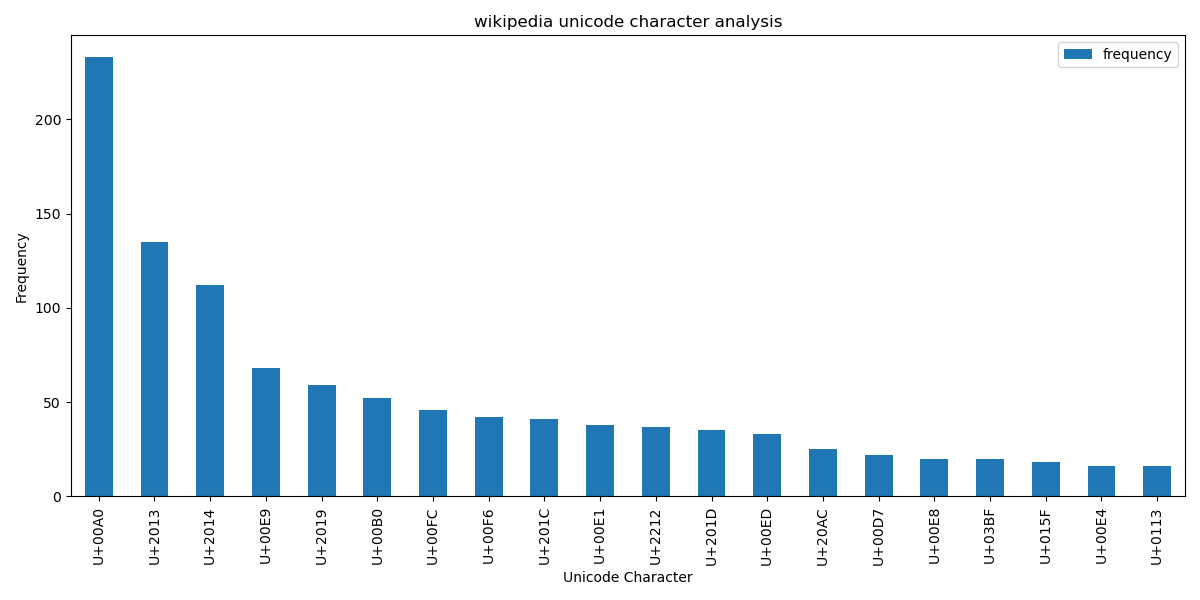 wikipedia unicode character analysis
frequency
Frequency
200
150
100
50
0
U+00A0
U+2013
U+2014
U+00E9
U+2019
U+00B0
U+00FC
U+00F6
U+201C
U+00E1
U+2212
U+201D
U+00ED
U+20AC
U+00D7
U+00E8
U+03BF
U+015F
U+00E4
U+0113
Unicode Character